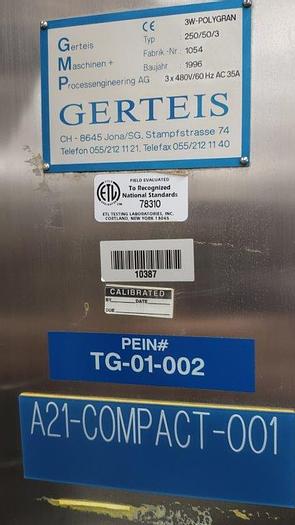 G Gerteis 3W-POLYGRAN
M Maschinen + Type 250/50/3
P Processengineering AG Fabrik-Nr. 1054
Baujahr 1996
3 x 480V/60 Hz AC 35A
GERTEIS
CH - 8645 Jona/SG, Stampfstrasse 74
Telefon 055/212 11 21, Telefax 055/212 11 40
FIELD EVALUATED
ETL
To Recognized
National Standards
78310
ETL TESTING LABORATORIES, INC.
CORTLAND, NEW YORK 13045
10387
CALIBRATED
BY DATE
DUE
PEIN#
TG-01-002
A21-COMPACT-001